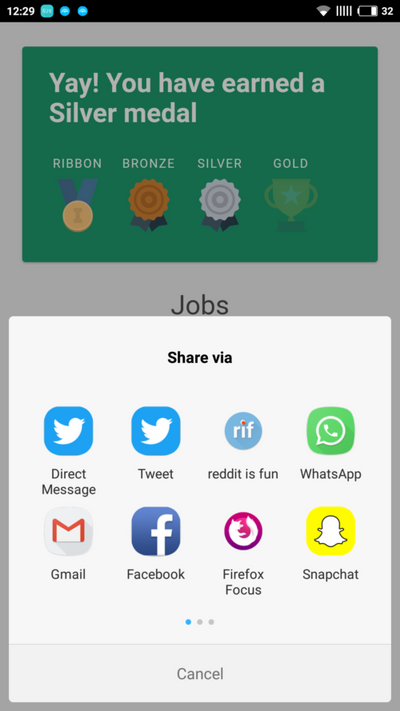 12:29
32
Yay! You have earned a
Silver medal
RIBBON BRONZE SILVER GOLD
Jobs
Share via
rif
Direct
Message
Tweet
reddit is fun
WhatsApp
Gmail
Facebook
Firefox
Focus
Snapchat
Cancel